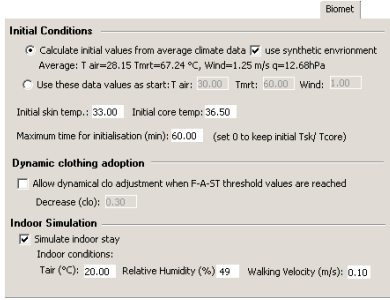 Biomet
Initial Conditions
Calculate initial values from average climate data use synthetic envrionment
Average: T air=28.15 Tmrt=67.24 °C, Wind=1.25 m/s q=12.68hPa
Use these data values as start: T air: 30.00 Tmrt: 60.00 Wind: 1.00
Initial skin temp.: 33.00 Initial core temp: 36.50
Maximum time for initialisation (min): 60.00 (set 0 to keep initial Tsk/ Tcore)
Dynamic clothing adoption
Allow dynamical clo adjustment when F-A-ST threshold values are reached
Decrease (clo): 0.30
Indoor Simulation
Simulate indoor stay
Indoor conditions:
Tair (°C): 20.00 Relative Humidity (%) 49 Walking Velocity (m/s): 0.10